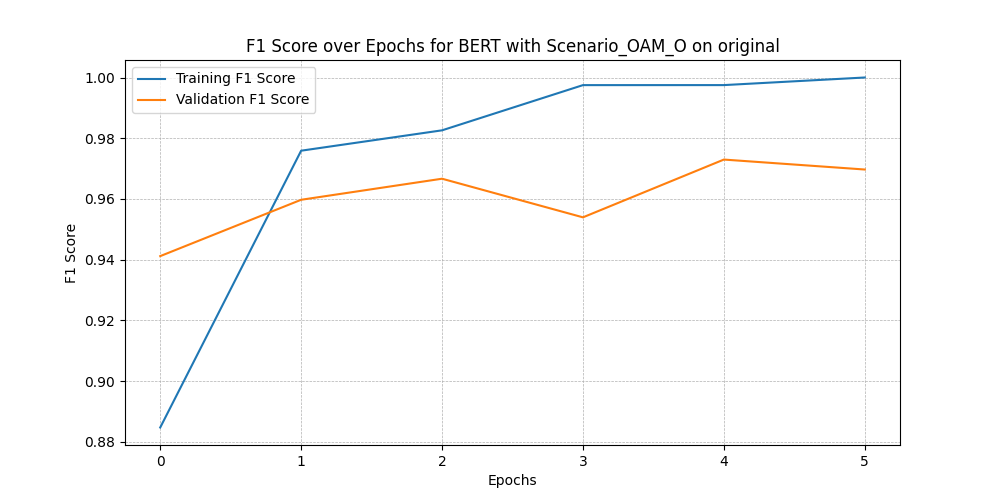 F1 Score over Epochs for BERT with Scenario_OAM_O on original
Training F1 Score
Validation F1 Score
1.00
0.98
0.96
0.94
0.92
0.90
0.88
F1 Score
0 1 2 3 4 5
Epochs